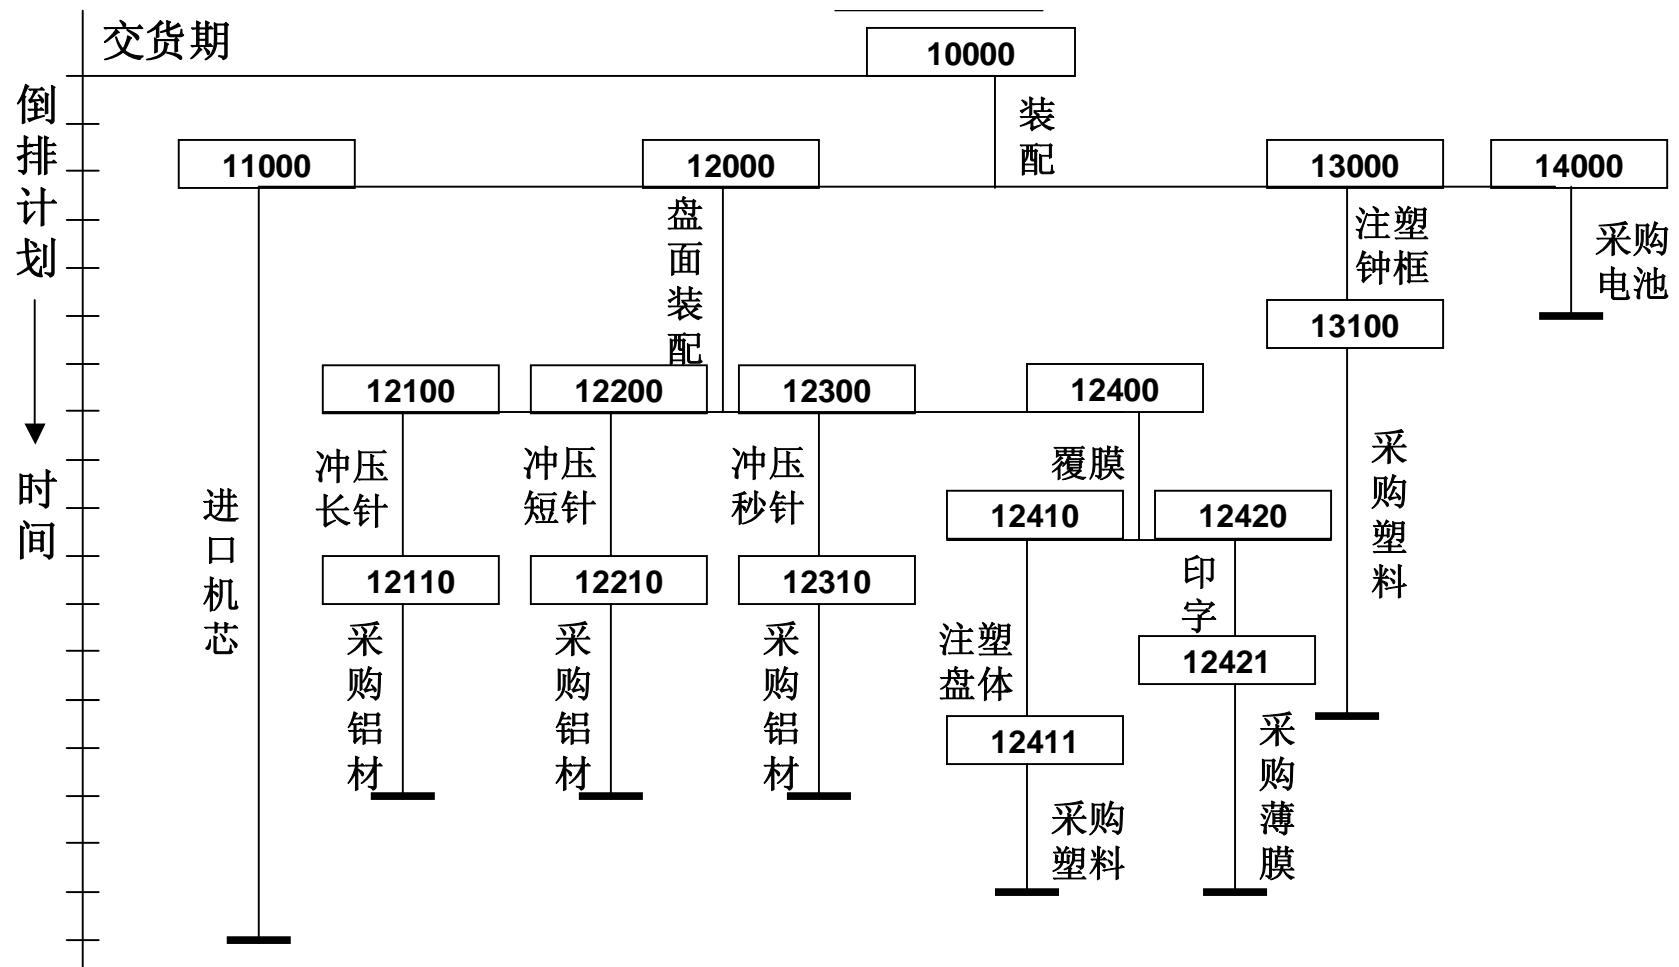 交货期
10000
倒排计划
时间
装配
11000
12000
13000
14000
盘面装配
注塑
钟框
采购
电池
13100
12100
12200
12300
12400
冲压
长针
冲压
短针
冲压
秒针
覆膜
采购塑料
进口机芯
12410
12420
12110
12210
12310
印字
采购铝材
采购铝材
采购铝材
注塑
盘体
12421
12411
采购薄膜
采购
塑料